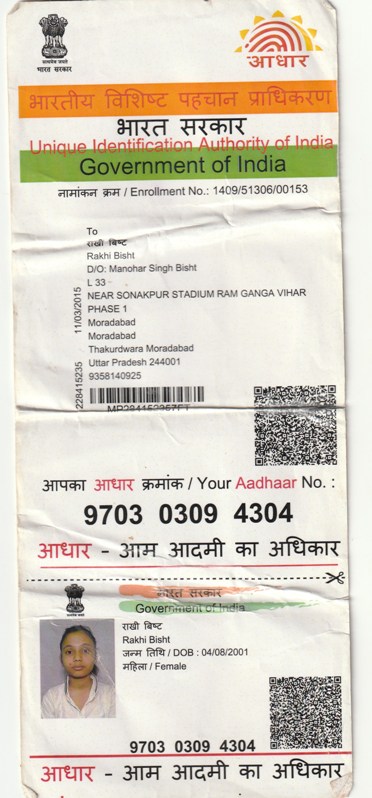 सत्यमेव जयते
भारत सरकार
आधार
भारतीय विशिष्ट पहचान प्राधिकरण
भारत सरकार
Unique Identification Authority of India
Government of India
नामांकन क्रम / Enrollment No.: 1409/51306/00153
To
राखी बिष्ट
Rakhi Bisht
D/O: Manohar Singh Bisht
L 33
NEAR SONAKPUR STADIUM RAM GANGA VIHAR
PHASE 1
Moradabad
Moradabad
Thakurdwara Moradabad
Uttar Pradesh 244001
9358140925
11/03/2015
228415235
आपका आधार क्रमांक / Your Aadhaar No. :
9703 0309 4304
आधार - आम आदमी का अधिकार
भारत सरकार
Government of India
राखी बिष्ट
Rakhi Bisht
जन्म तिथि / DOB : 04/08/2001
महिला / Female
9703 0309 4304
आधार - आम आदमी का अधिकार